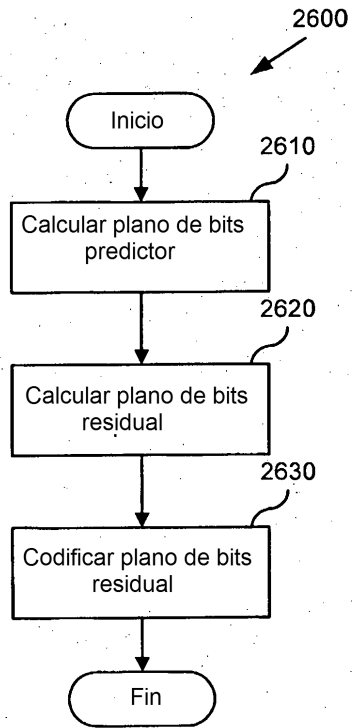 2600
Inicio
2610
Calcular plano de bits
predictor
2620
Calcular plano de bits
residual
2630
Codificar plano de bits
residual
Fin